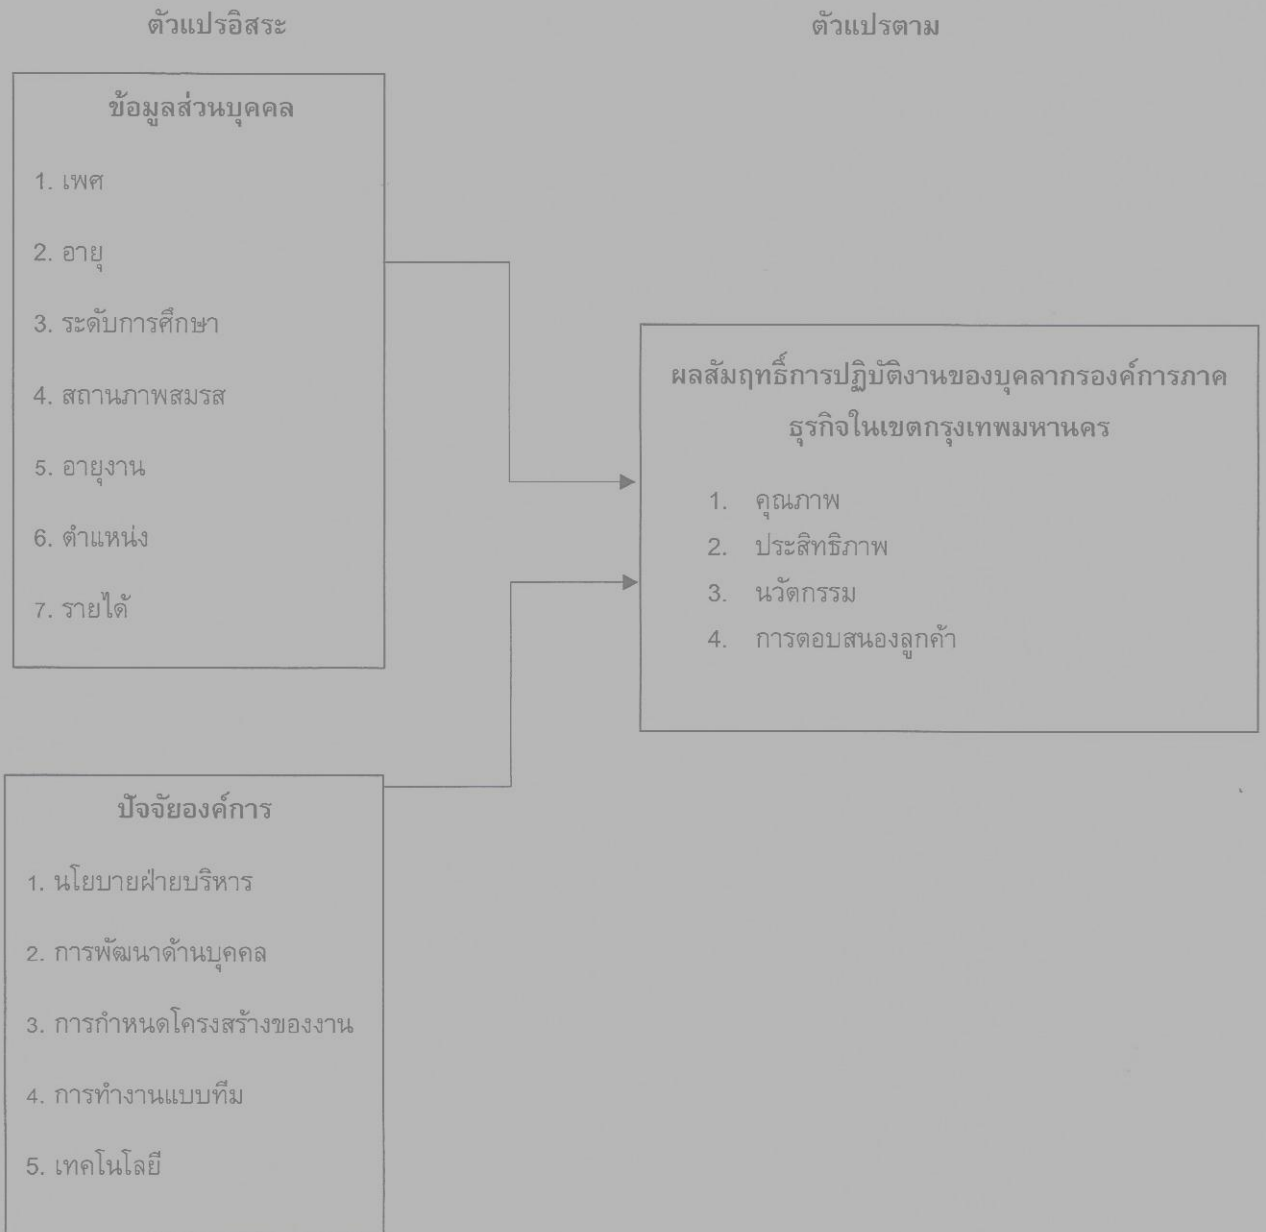 ตัวแปรอิสระ
ตัวแปรตาม
ข้อมูลส่วนบุคคล
1. เพศ
2. อายุ
3. ระดับการศึกษา
4. สถานภาพสมรส
5. อายุงาน
6. ตำแหน่ง
7. รายได้
ผลสัมฤทธิ์การปฏิบัติงานของบุคลากรองค์การภาค
ธุรกิจในเขตกรุงเทพมหานคร
1. คุณภาพ
2. ประสิทธิภาพ
3. นวัตกรรม
4. การตอบสนองลูกค้า
ปัจจัยองค์การ
1. นโยบายฝ่ายบริหาร
2. การพัฒนาด้านบุคคล
3. การกำหนดโครงสร้างของงาน
4. การทำงานแบบทีม
5. เทคโนโลยี